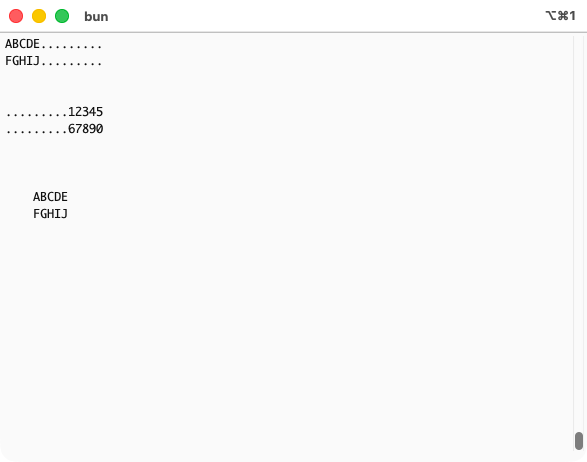 bun
⌥⌘1
ABCDE.........
FGHIJ.........
.........12345
.........67890
ABCDE
FGHIJ